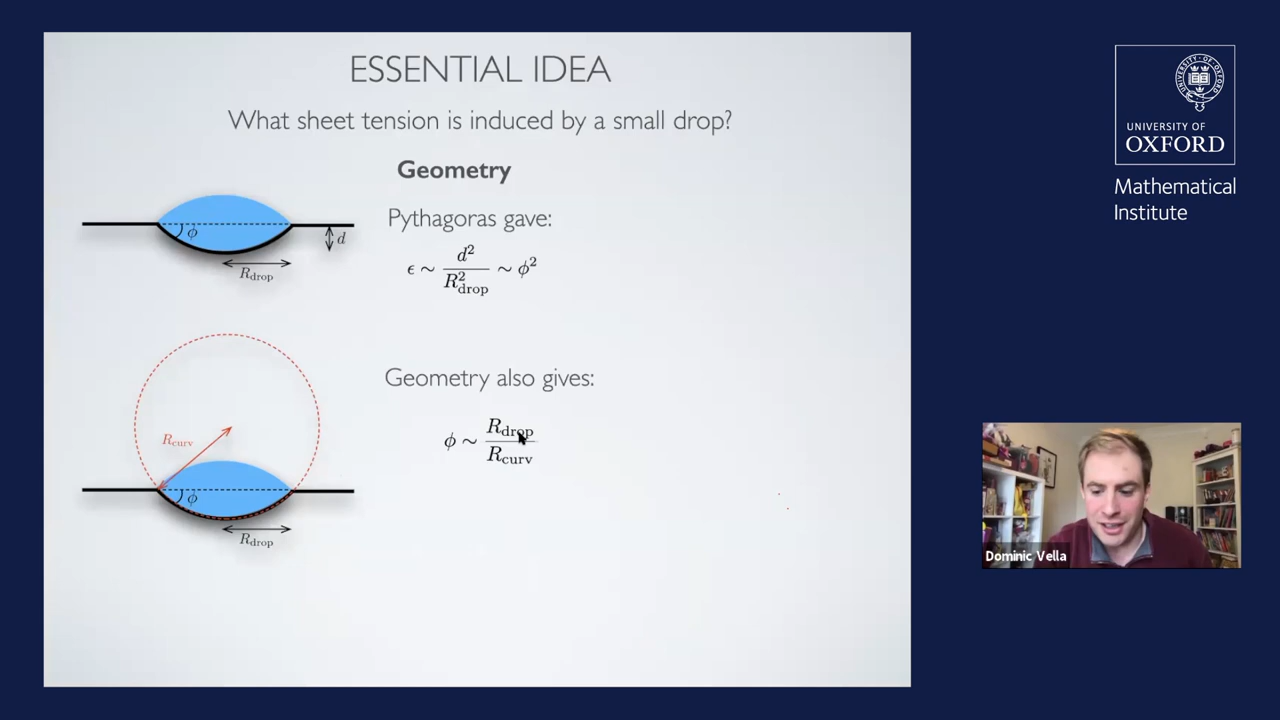 ESSENTIAL IDEA
What sheet tension is induced by a small drop?
Geometry
Pythagoras gave:
ϕ
d
R_drop
ϵ ∼ d² / R²_drop ∼ ϕ²
Geometry also gives:
R_curv
ϕ ∼ R_drop / R_curv
ϕ
R_drop
UNIVERSITY OF
OXFORD
Mathematical
Institute
Dominic Vella